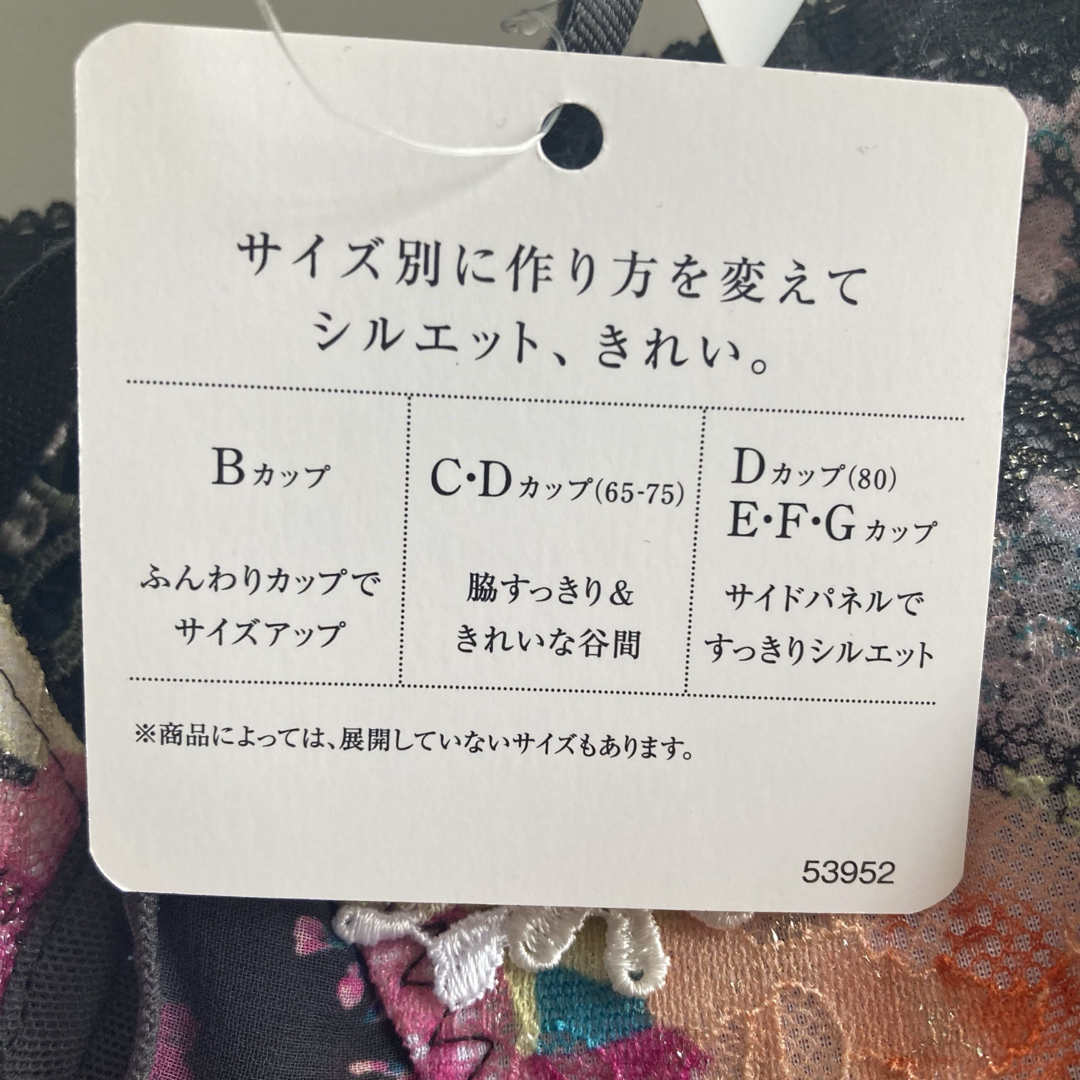 サイズ別に作り方を変えて
シルエット、きれい。
Bカップ
ふんわりカップで
サイズアップ
C・Dカップ(65-75)
脇すっきり&
きれいな谷間
Dカップ(80)
E・F・Gカップ
サイドパネルで
すっきりシルエット
※商品によっては、展開していないサイズもあります。
53952